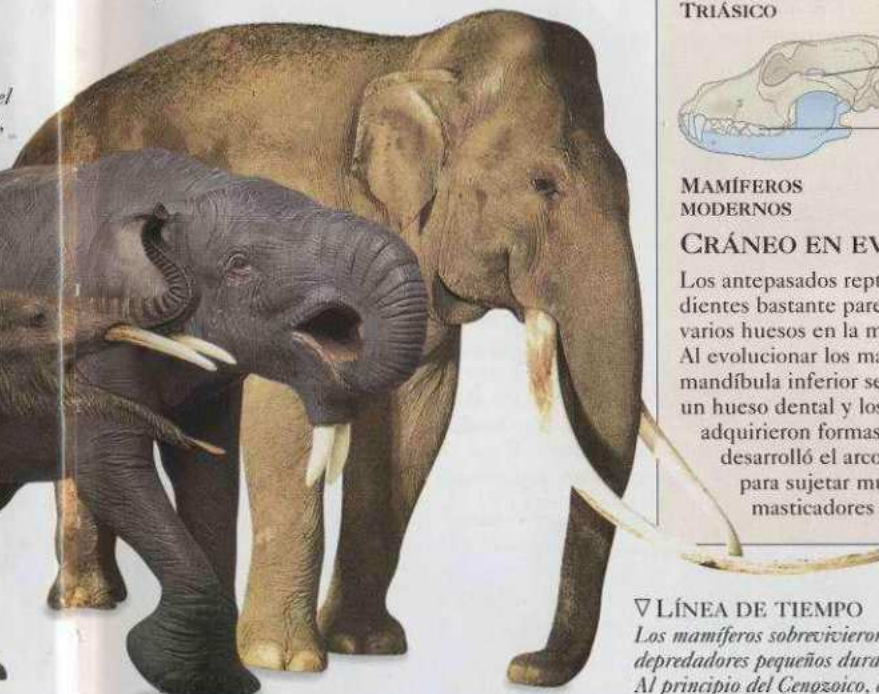 el
TRIÁSICO
MAMÍFEROS
MODERNOS
CRÁNEO EN EV
Los antepasados rept
dientes bastante pare
varios huesos en la m
Al evolucionar los ma
mandíbula inferior se
un hueso dental y los
adquirieron formas
desarrolló el arco
para sujetar mu
masticadores
▽ LÍNEA DE TIEMPO
Los mamíferos sobrevivieron
depredadores pequeños dura
Al principio del Cenozoico, a